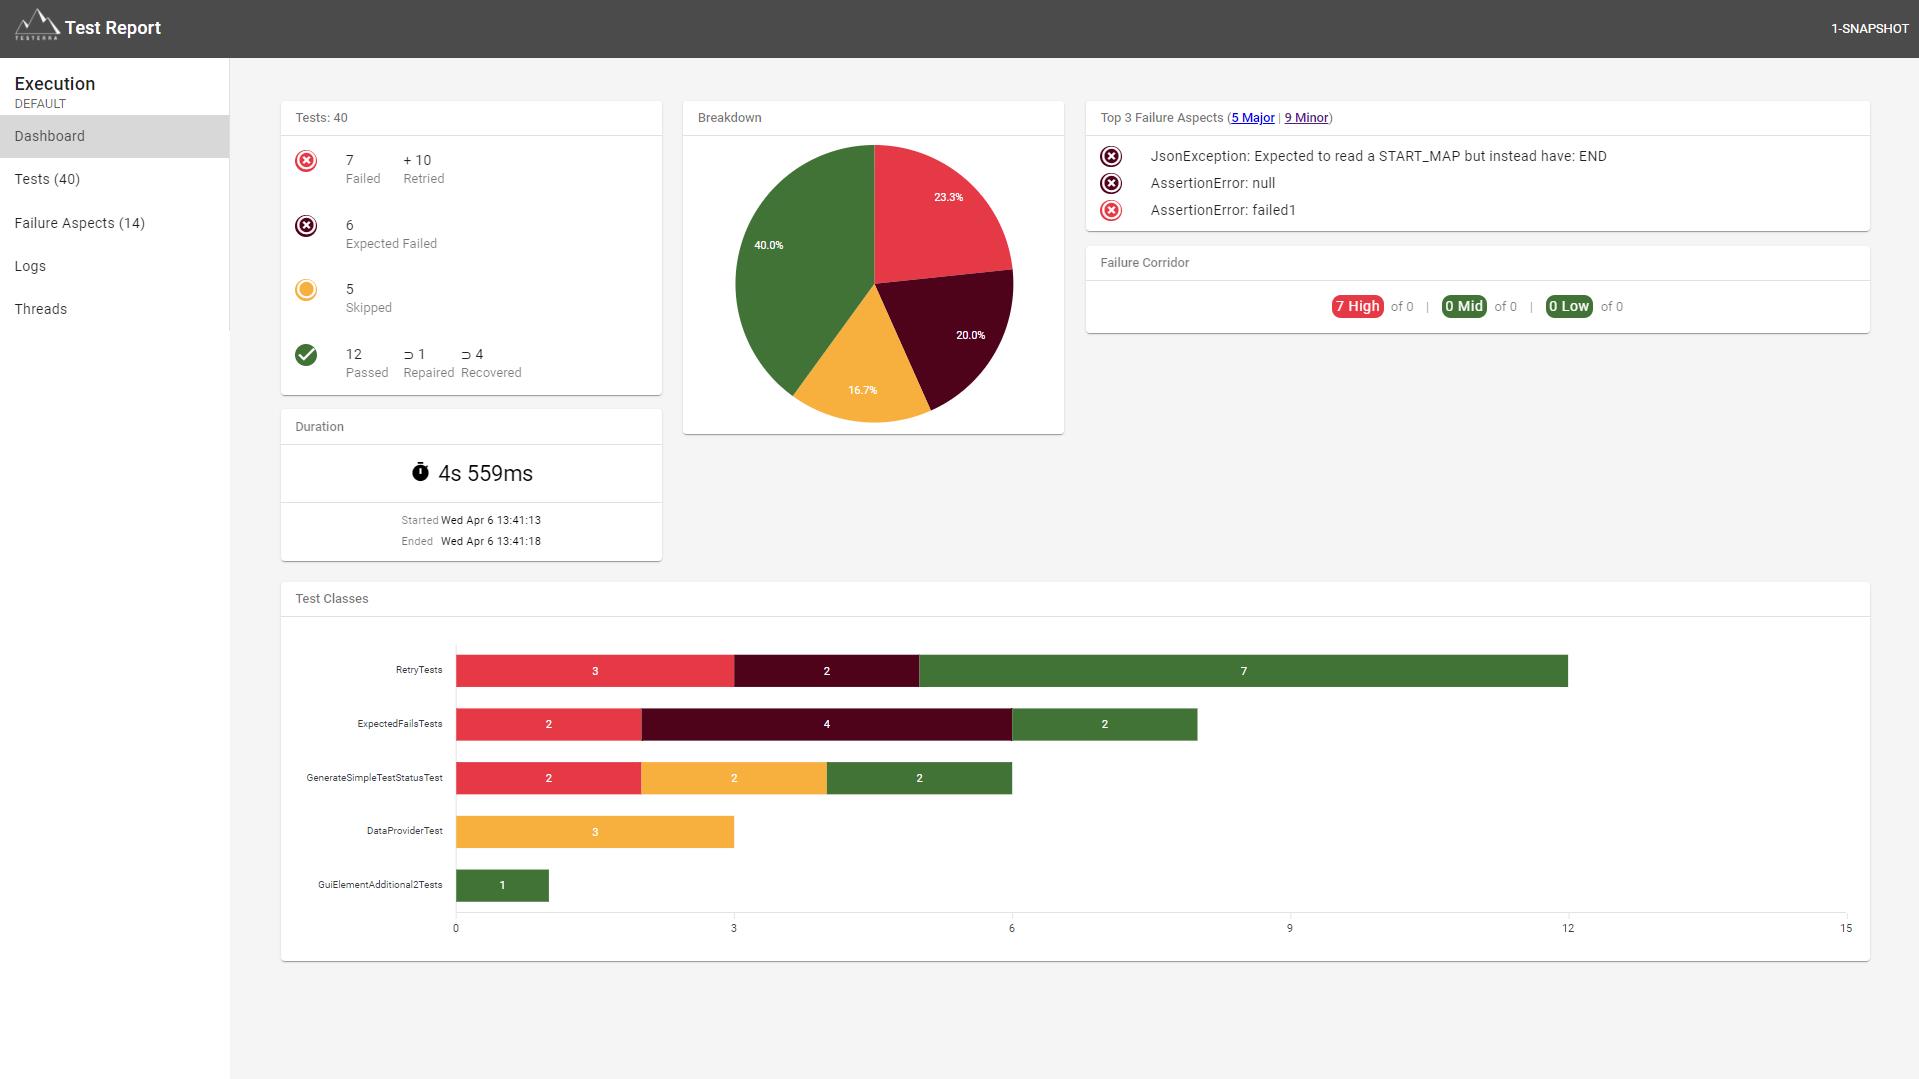 TESTERRA
Test Report
1-SNAPSHOT
Execution
DEFAULT
Dashboard
Tests (40)
Failure Aspects (14)
Logs
Threads
Tests: 40
7 + 10
Failed Retried
6
Expected Failed
5
Skipped
12 ⊃ 1 ⊃ 4
Passed Repaired Recovered
Duration
4s 559ms
Started Wed Apr 6 13:41:13
Ended Wed Apr 6 13:41:18
Breakdown
23.3%
40.0%
20.0%
16.7%
Top 3 Failure Aspects (5 Major | 9 Minor)
JsonException: Expected to read a START_MAP but instead have: END
AssertionError: null
AssertionError: failed1
Failure Corridor
7 High of 0 | 0 Mid of 0 | 0 Low of 0
Test Classes
RetryTests 3 2 7
ExpectedFailsTests 2 4 2
GenerateSimpleTestStatusTest 2 2 2
DataProviderTest 3
GuiElementAdditional2Tests 1
0 3 6 9 12 15